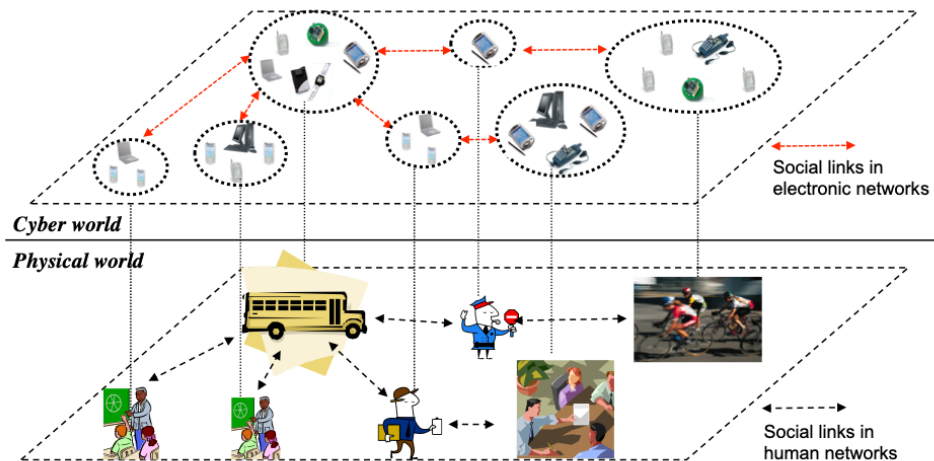 Social links in
electronic networks
Cyber world
Physical world
Social links in
human networks